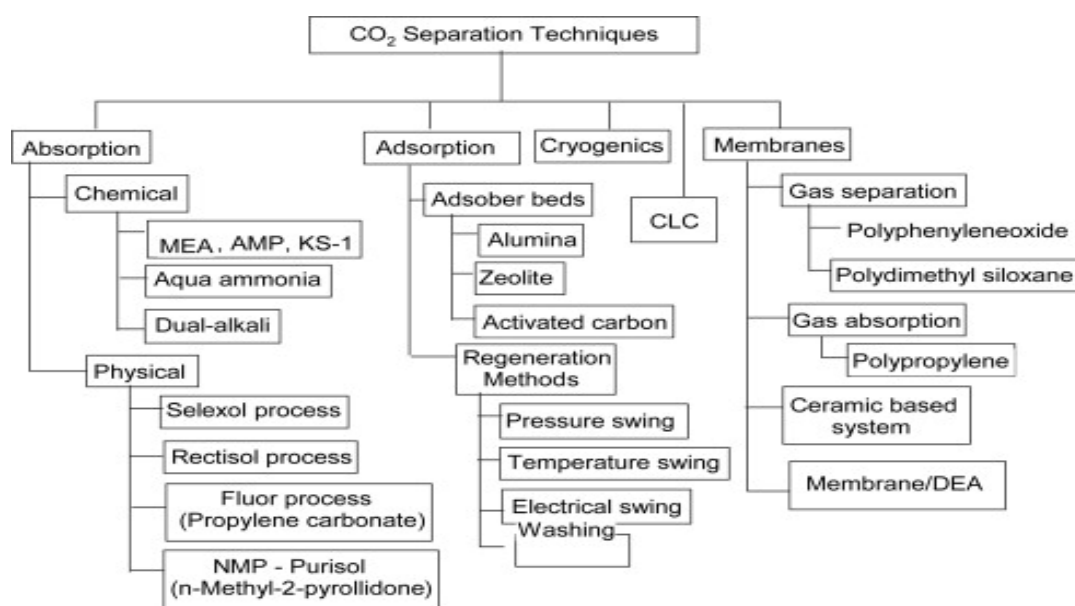 CO₂ Separation Techniques
Absorption
Adsorption
Cryogenics
CLC
Membranes
Chemical
MEA, AMP, KS-1
Aqua ammonia
Dual-alkali
Physical
Selexol process
Rectisol process
Fluor process
(Propylene carbonate)
NMP - Purisol
(n-Methyl-2-pyrollidone)
Adsober beds
Alumina
Zeolite
Activated carbon
Regeneration
Methods
Pressure swing
Temperature swing
Electrical swing
Washing
Gas separation
Polyphenyleneoxide
Polydimethyl siloxane
Gas absorption
Polypropylene
Ceramic based
system
Membrane/DEA